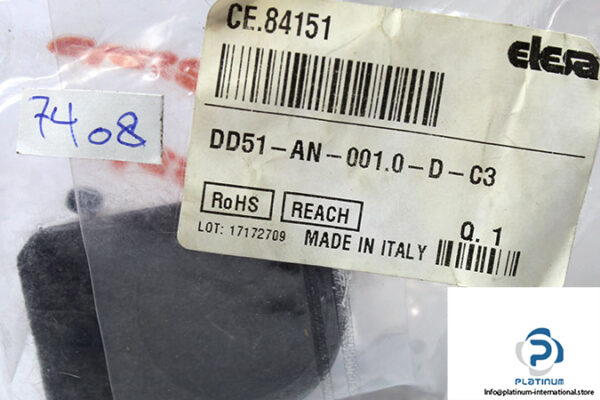 CE.84151
elesa
7408
DD51-AN-001.0-D-C3
RoHS REACH
LOT: 17172709 MADE IN ITALY
Q. 1
PLATINUM
Info@platinum-international.store